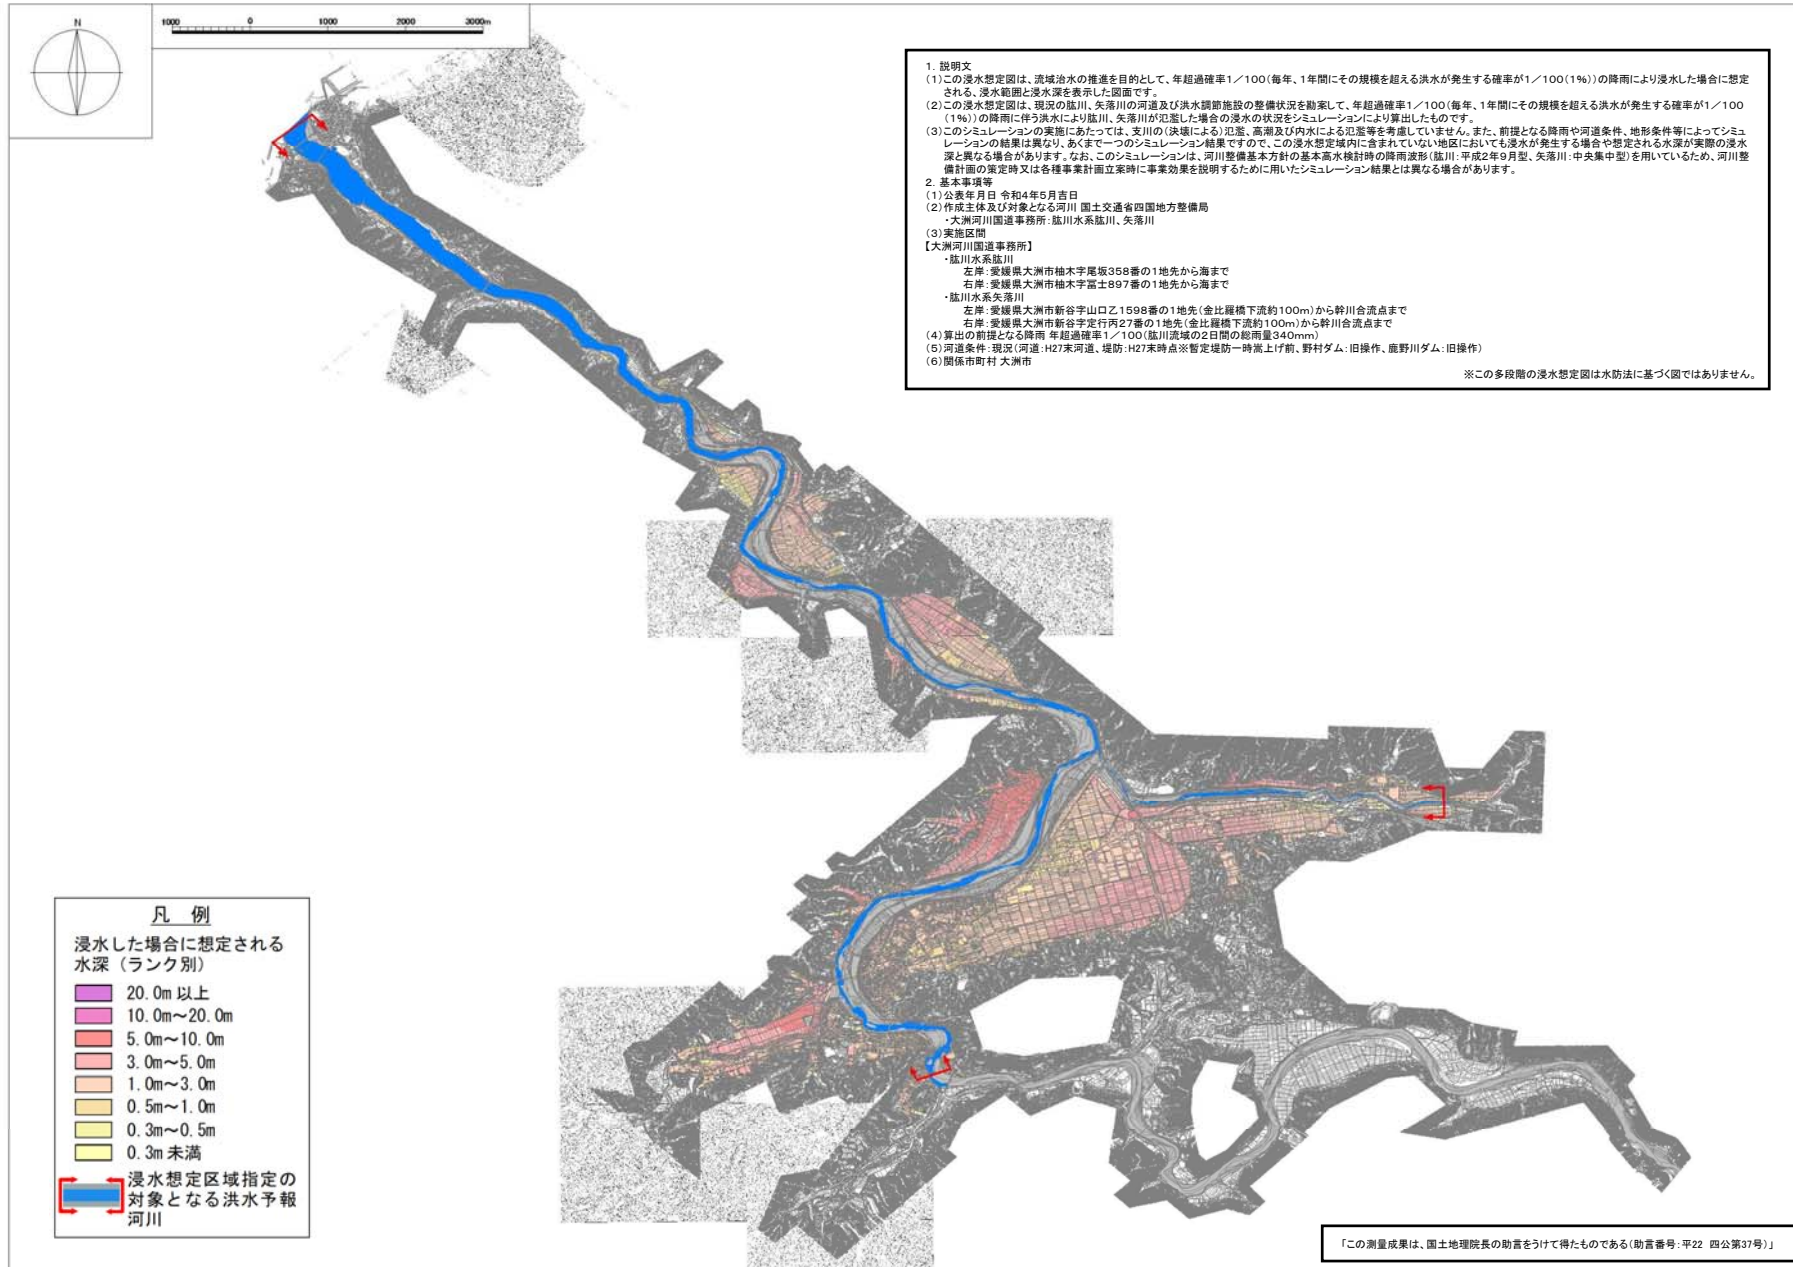 N
1000 0 1000 2000 3000m
1. 説明文
(1)この浸水想定図は、流域治水の推進を目的として、年超過確率1/100(毎年、1年間にその規模を超える洪水が発生する確率が1/100(1%))の降雨により浸水した場合に想定
される、浸水範囲と浸水深を表示した図面です。
(2)この浸水想定図は、現況の肱川、矢落川の河道及び洪水調節施設の整備状況を勘案して、年超過確率1/100(毎年、1年間にその規模を超える洪水が発生する確率が1/100
(1%))の降雨に伴う洪水により肱川、矢落川が氾濫した場合の浸水の状況をシミュレーションにより算出したものです。
(3)このシミュレーションの実施にあたっては、支川の(決壊による)氾濫、高潮及び内水による氾濫等を考慮していません。また、前提となる降雨や河道条件、地形条件等によってシミュ
レーションの結果は異なり、あくまで一つのシミュレーション結果ですので、この浸水想定域内に含まれていない地区においても浸水が発生する場合や想定される水深が実際の浸水
深と異なる場合があります。なお、このシミュレーションは、河川整備基本方針の基本高水検討時の降雨波形(肱川:平成2年9月型、矢落川:中央集中型)を用いているため、河川整
備計画の策定時又は各種事業計画立案時に事業効果を説明するために用いたシミュレーション結果とは異なる場合があります。
2. 基本事項等
(1)公表年月日 令和4年5月吉日
(2)作成主体及び対象となる河川 国土交通省四国地方整備局
・大洲河川国道事務所:肱川水系肱川、矢落川
(3)実施区間
【大洲河川国道事務所】
・肱川水系肱川
左岸:愛媛県大洲市柚木字尾坂358番の1地先から海まで
右岸:愛媛県大洲市柚木字冨士897番の1地先から海まで
・肱川水系矢落川
左岸:愛媛県大洲市新谷字山口乙1598番の1地先(金比羅橋下流約100m)から幹川合流点まで
右岸:愛媛県大洲市新谷字定行丙27番の1地先(金比羅橋下流約100m)から幹川合流点まで
(4)算出の前提となる降雨 年超過確率1/100(肱川流域の2日間の総雨量340mm)
(5)河道条件:現況(河道:H27末河道、堤防:H27末時点※暫定堤防一時嵩上げ前、野村ダム:旧操作、鹿野川ダム:旧操作)
(6)関係市町村 大洲市
※この多段階の浸水想定図は水防法に基づく図ではありません。
凡 例
浸水した場合に想定される
水深(ランク別)
20.0m 以上
10.0m～20.0m
5.0m～10.0m
3.0m～5.0m
1.0m～3.0m
0.5m～1.0m
0.3m～0.5m
0.3m 未満
浸水想定区域指定の
対象となる洪水予報
河川
「この測量成果は、国土地理院長の助言をうけて得たものである(助言番号:平22 四公第37号)」